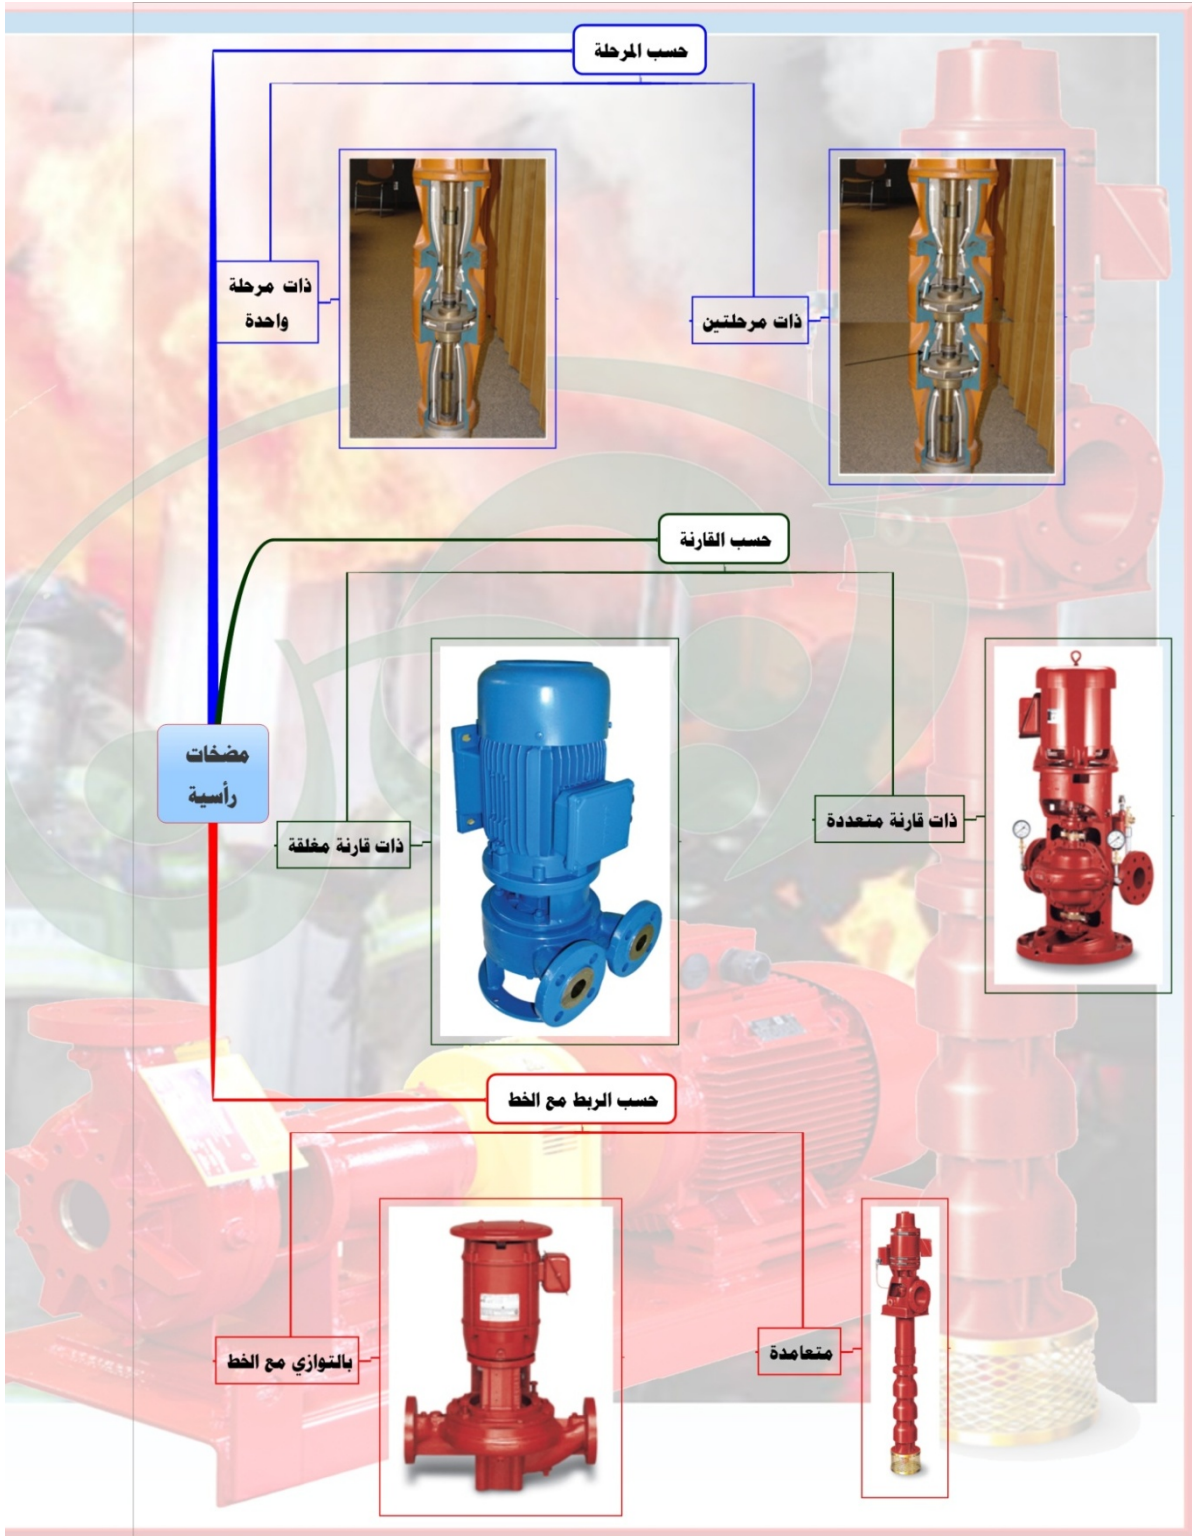 حسب المرحلة
ذات مرحلتين
ذات مرحلة
واحدة
حسب القارنة
ذات قارنة متعددة
ذات قارنة مغلقة
مضخات
رأسية
حسب الربط مع الخط
متعامدة
بالتوازي مع الخط